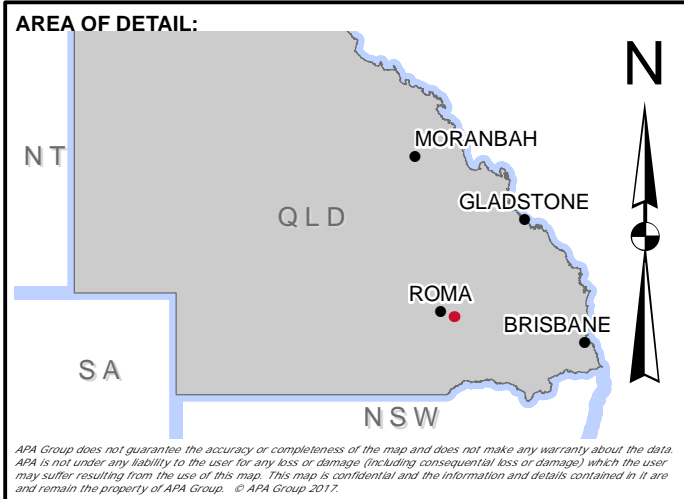 AREA OF DETAIL:
N
MORANBAH
NT
GLADSTONE
QLD
ROMA
BRISBANE
SA
NSW
APA Group does not guarantee the accuracy or completeness of the map and does not make any warranty about the data.
APA is not under any liability to the user for any loss or damage (including consequential loss or damage) which the user
may suffer resulting from the use of this map. This map is confidential and the information and details contained in it are
and remain the property of APA Group. © APA Group 2017.